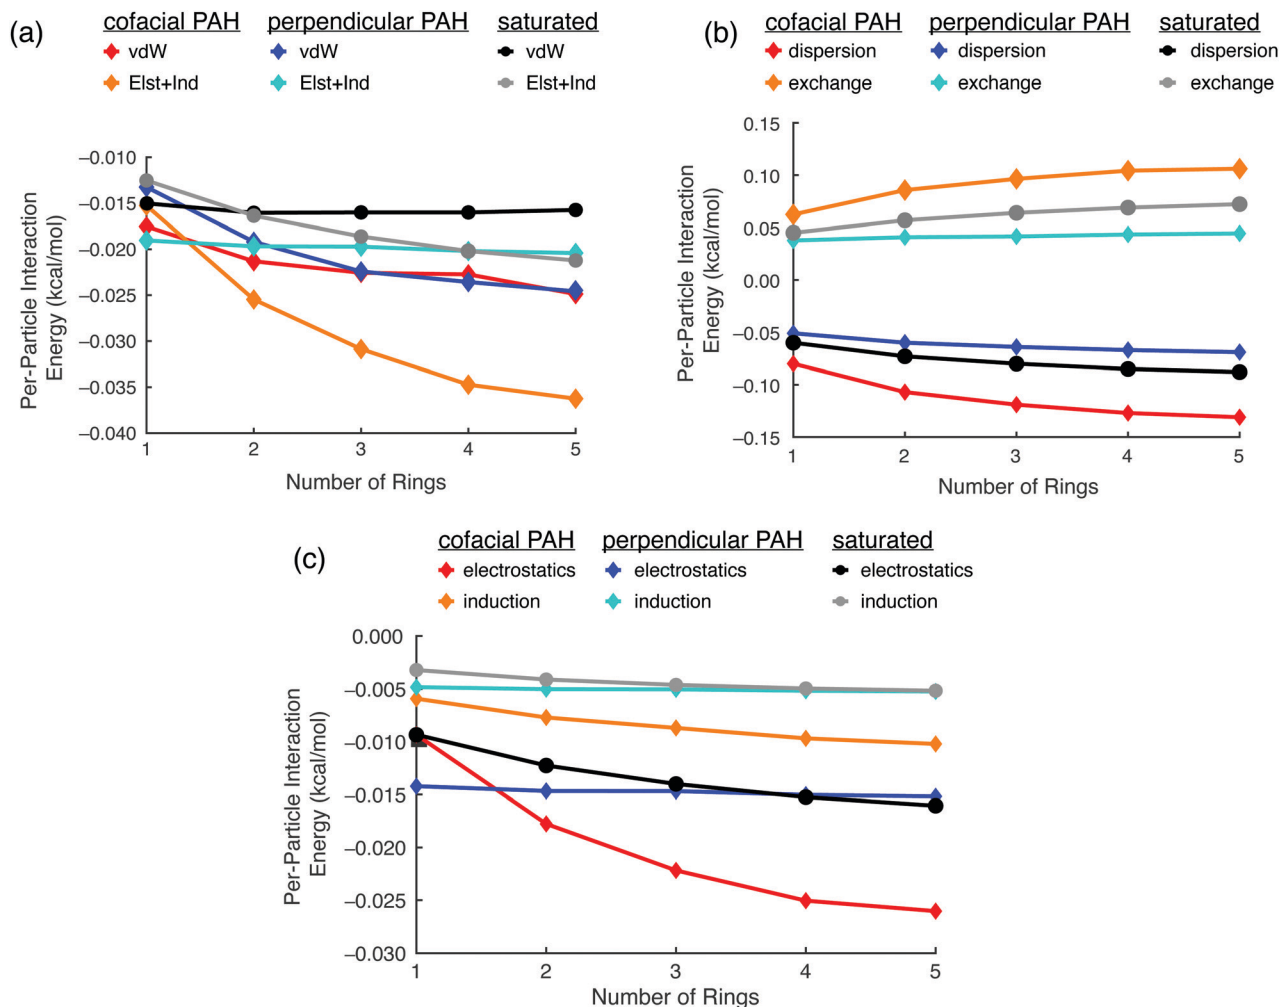 (a)
cofacial PAH perpendicular PAH saturated
vdW vdW vdW
Elst+Ind Elst+Ind Elst+Ind
−0.010
−0.015
−0.020
−0.025
−0.030
−0.035
−0.040
Per-Particle Interaction
Energy (kcal/mol)
1 2 3 4 5
Number of Rings
(b)
cofacial PAH perpendicular PAH saturated
dispersion dispersion dispersion
exchange exchange exchange
0.15
0.10
0.05
0.00
−0.05
−0.10
−0.15
Per-Particle Interaction
Energy (kcal/mol)
1 2 3 4 5
Number of Rings
(c)
cofacial PAH perpendicular PAH saturated
electrostatics electrostatics electrostatics
induction induction induction
0.000
−0.005
−0.010
−0.015
−0.020
−0.025
−0.030
Per-Particle Interaction
Energy (kcal/mol)
1 2 3 4 5
Number of Rings